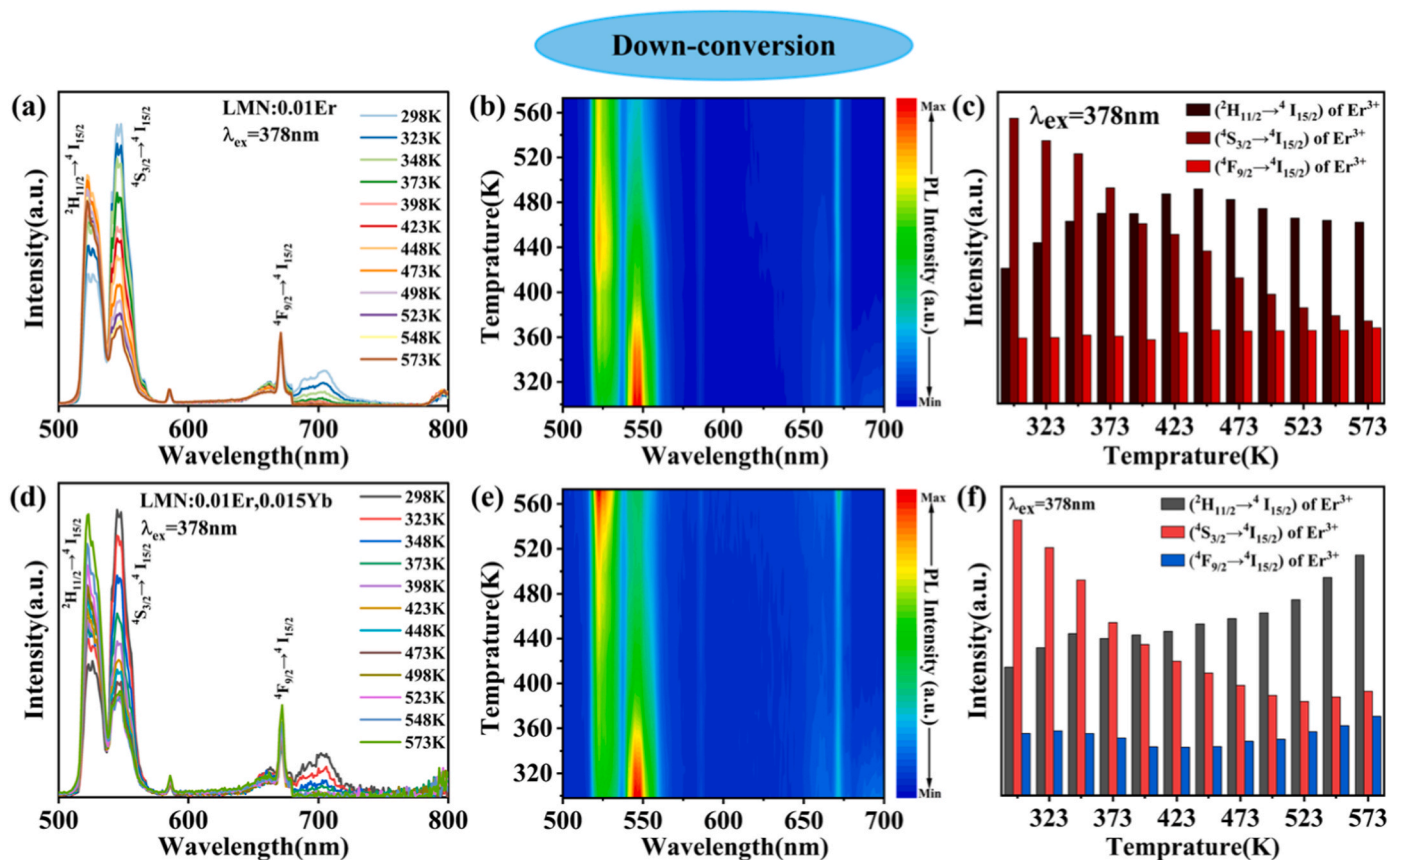 Down-conversion
(a)
LMN:0.01Er
λex=378nm
²H₁₁/₂→⁴ I₁₅/₂
⁴S₃/₂→⁴ I₁₅/₂
⁴F₉/₂→⁴ I₁₅/₂
298K
323K
348K
373K
398K
423K
448K
473K
498K
523K
548K
573K
Intensity(a.u.)
500 600 700 800
Wavelength(nm)
(b)
Temprature(K)
560
520
480
440
400
360
320
500 550 600 650 700
Wavelength(nm)
Max
PL Intensity (a.u.)
Min
(c)
λex=378nm
(²H₁₁/₂→⁴ I₁₅/₂) of Er³⁺
(⁴S₃/₂→⁴I₁₅/₂) of Er³⁺
(⁴F₉/₂→⁴I₁₅/₂) of Er³⁺
Intensity(a.u.)
323 373 423 473 523 573
Temprature(K)
(d)
LMN:0.01Er,0.015Yb
λex=378nm
²H₁₁/₂→⁴ I₁₅/₂
⁴S₃/₂→⁴ I₁₅/₂
⁴F₉/₂→⁴ I₁₅/₂
298K
323K
348K
373K
398K
423K
448K
473K
498K
523K
548K
573K
Intensity(a.u.)
500 600 700 800
Wavelength(nm)
(e)
Temprature(K)
560
520
480
440
400
360
320
500 550 600 650 700
Wavelength(nm)
Max
PL Intensity (a.u.)
Min
(f)
λex=378nm
(²H₁₁/₂→⁴ I₁₅/₂) of Er³⁺
(⁴S₃/₂→⁴I₁₅/₂) of Er³⁺
(⁴F₉/₂→⁴I₁₅/₂) of Er³⁺
Intensity(a.u.)
323 373 423 473 523 573
Temprature(K)